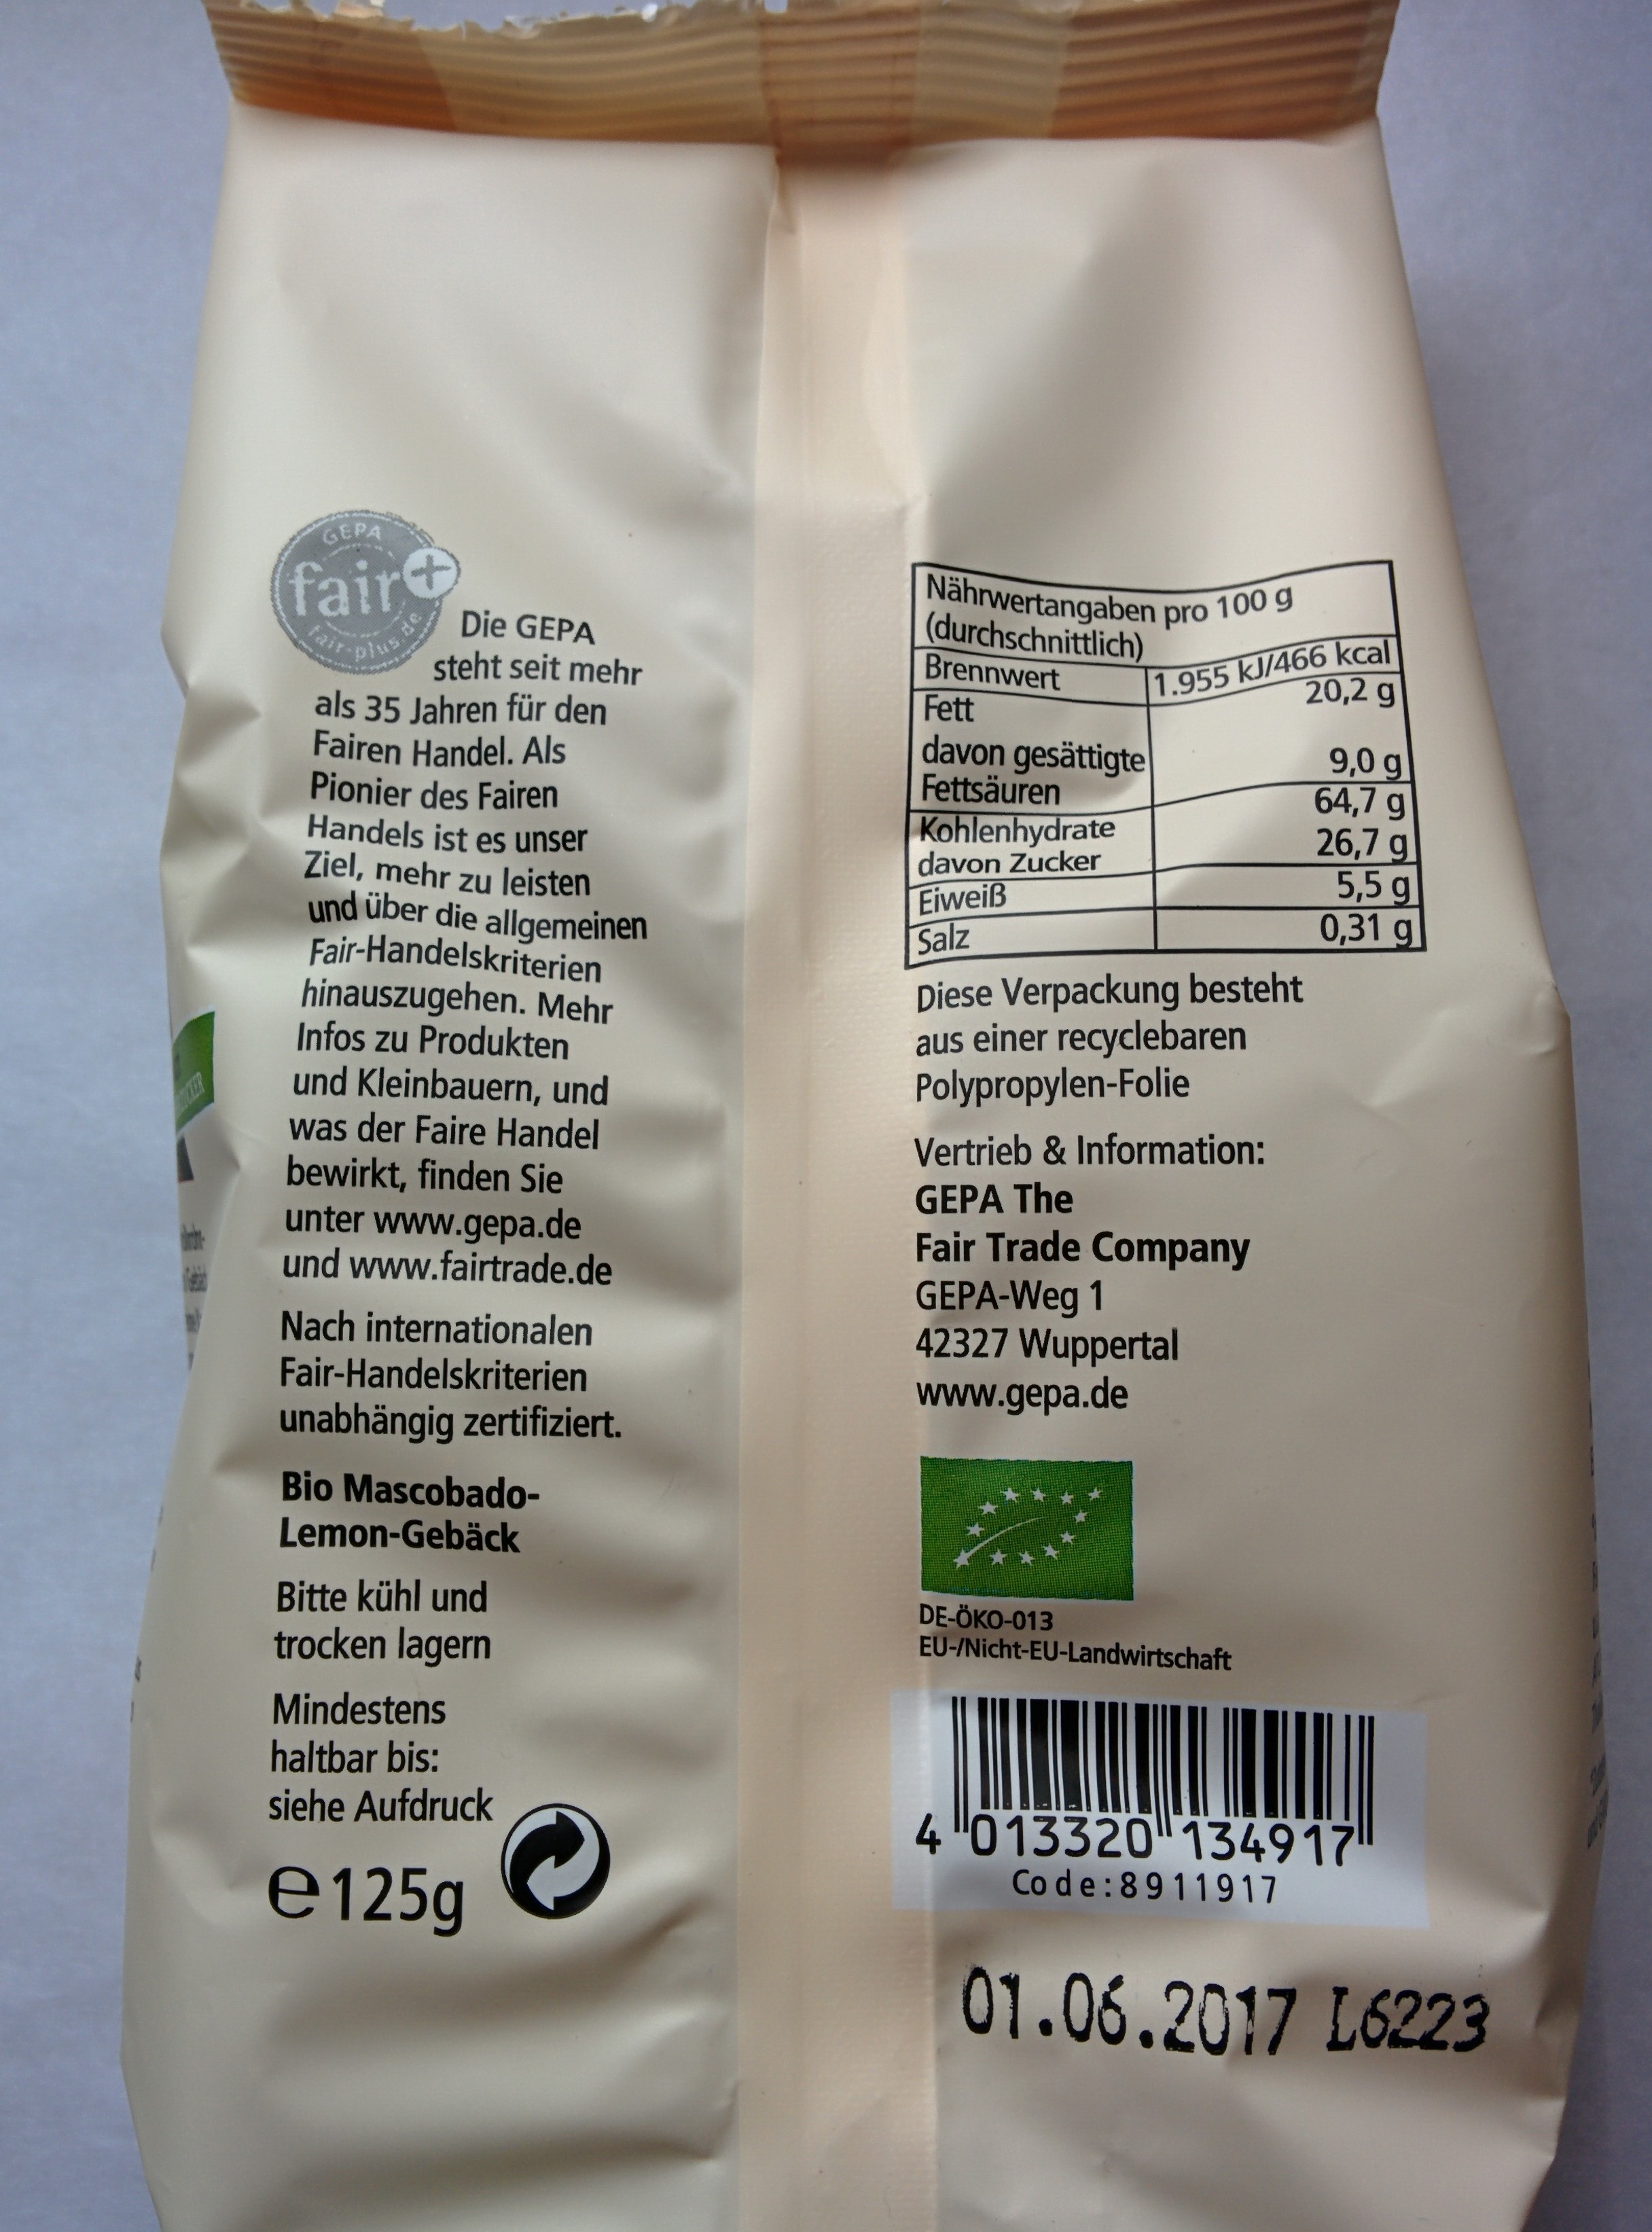 GEPA
fair+
fair-plus.de
Die GEPA
steht seit mehr
als 35 Jahren für den
Fairen Handel. Als
Pionier des Fairen
Handels ist es unser
Ziel, mehr zu leisten
und über die allgemeinen
Fair-Handelskriterien
hinauszugehen. Mehr
Infos zu Produkten
und Kleinbauern, und
was der Faire Handel
bewirkt, finden Sie
unter www.gepa.de
und www.fairtrade.de
Nach internationalen
Fair-Handelskriterien
unabhängig zertifiziert.
Bio Mascobado-
Lemon-Gebäck
Bitte kühl und
trocken lagern
Mindestens
haltbar bis:
siehe Aufdruck
e125g
Nährwertangaben pro 100 g
(durchschnittlich)
Brennwert 1.955 kJ/466 kcal
Fett 20,2 g
davon gesättigte 9,0 g
Fettsäuren
Kohlenhydrate 64,7 g
davon Zucker 26,7 g
Eiweiß 5,5 g
Salz 0,31 g
Diese Verpackung besteht
aus einer recyclebaren
Polypropylen-Folie
Vertrieb & Information:
GEPA The
Fair Trade Company
GEPA-Weg 1
42327 Wuppertal
www.gepa.de
DE-ÖKO-013
EU-/Nicht-EU-Landwirtschaft
4 013320 134917
Code:8911917
01.06.2017 L6223